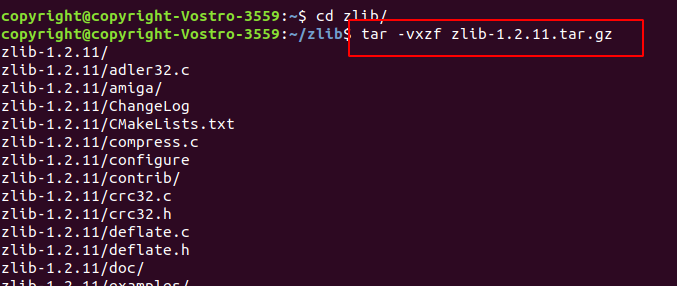 copyright@copyright-Vostro-3559:~$ cd zlib/
copyright@copyright-Vostro-3559:~/zlib$ tar -vxzf zlib-1.2.11.tar.gz
zlib-1.2.11/
zlib-1.2.11/adler32.c
zlib-1.2.11/amiga/
zlib-1.2.11/ChangeLog
zlib-1.2.11/CMakeLists.txt
zlib-1.2.11/compress.c
zlib-1.2.11/configure
zlib-1.2.11/contrib/
zlib-1.2.11/crc32.c
zlib-1.2.11/crc32.h
zlib-1.2.11/deflate.c
zlib-1.2.11/deflate.h
zlib-1.2.11/doc/
zlib-1.2.11/examples/